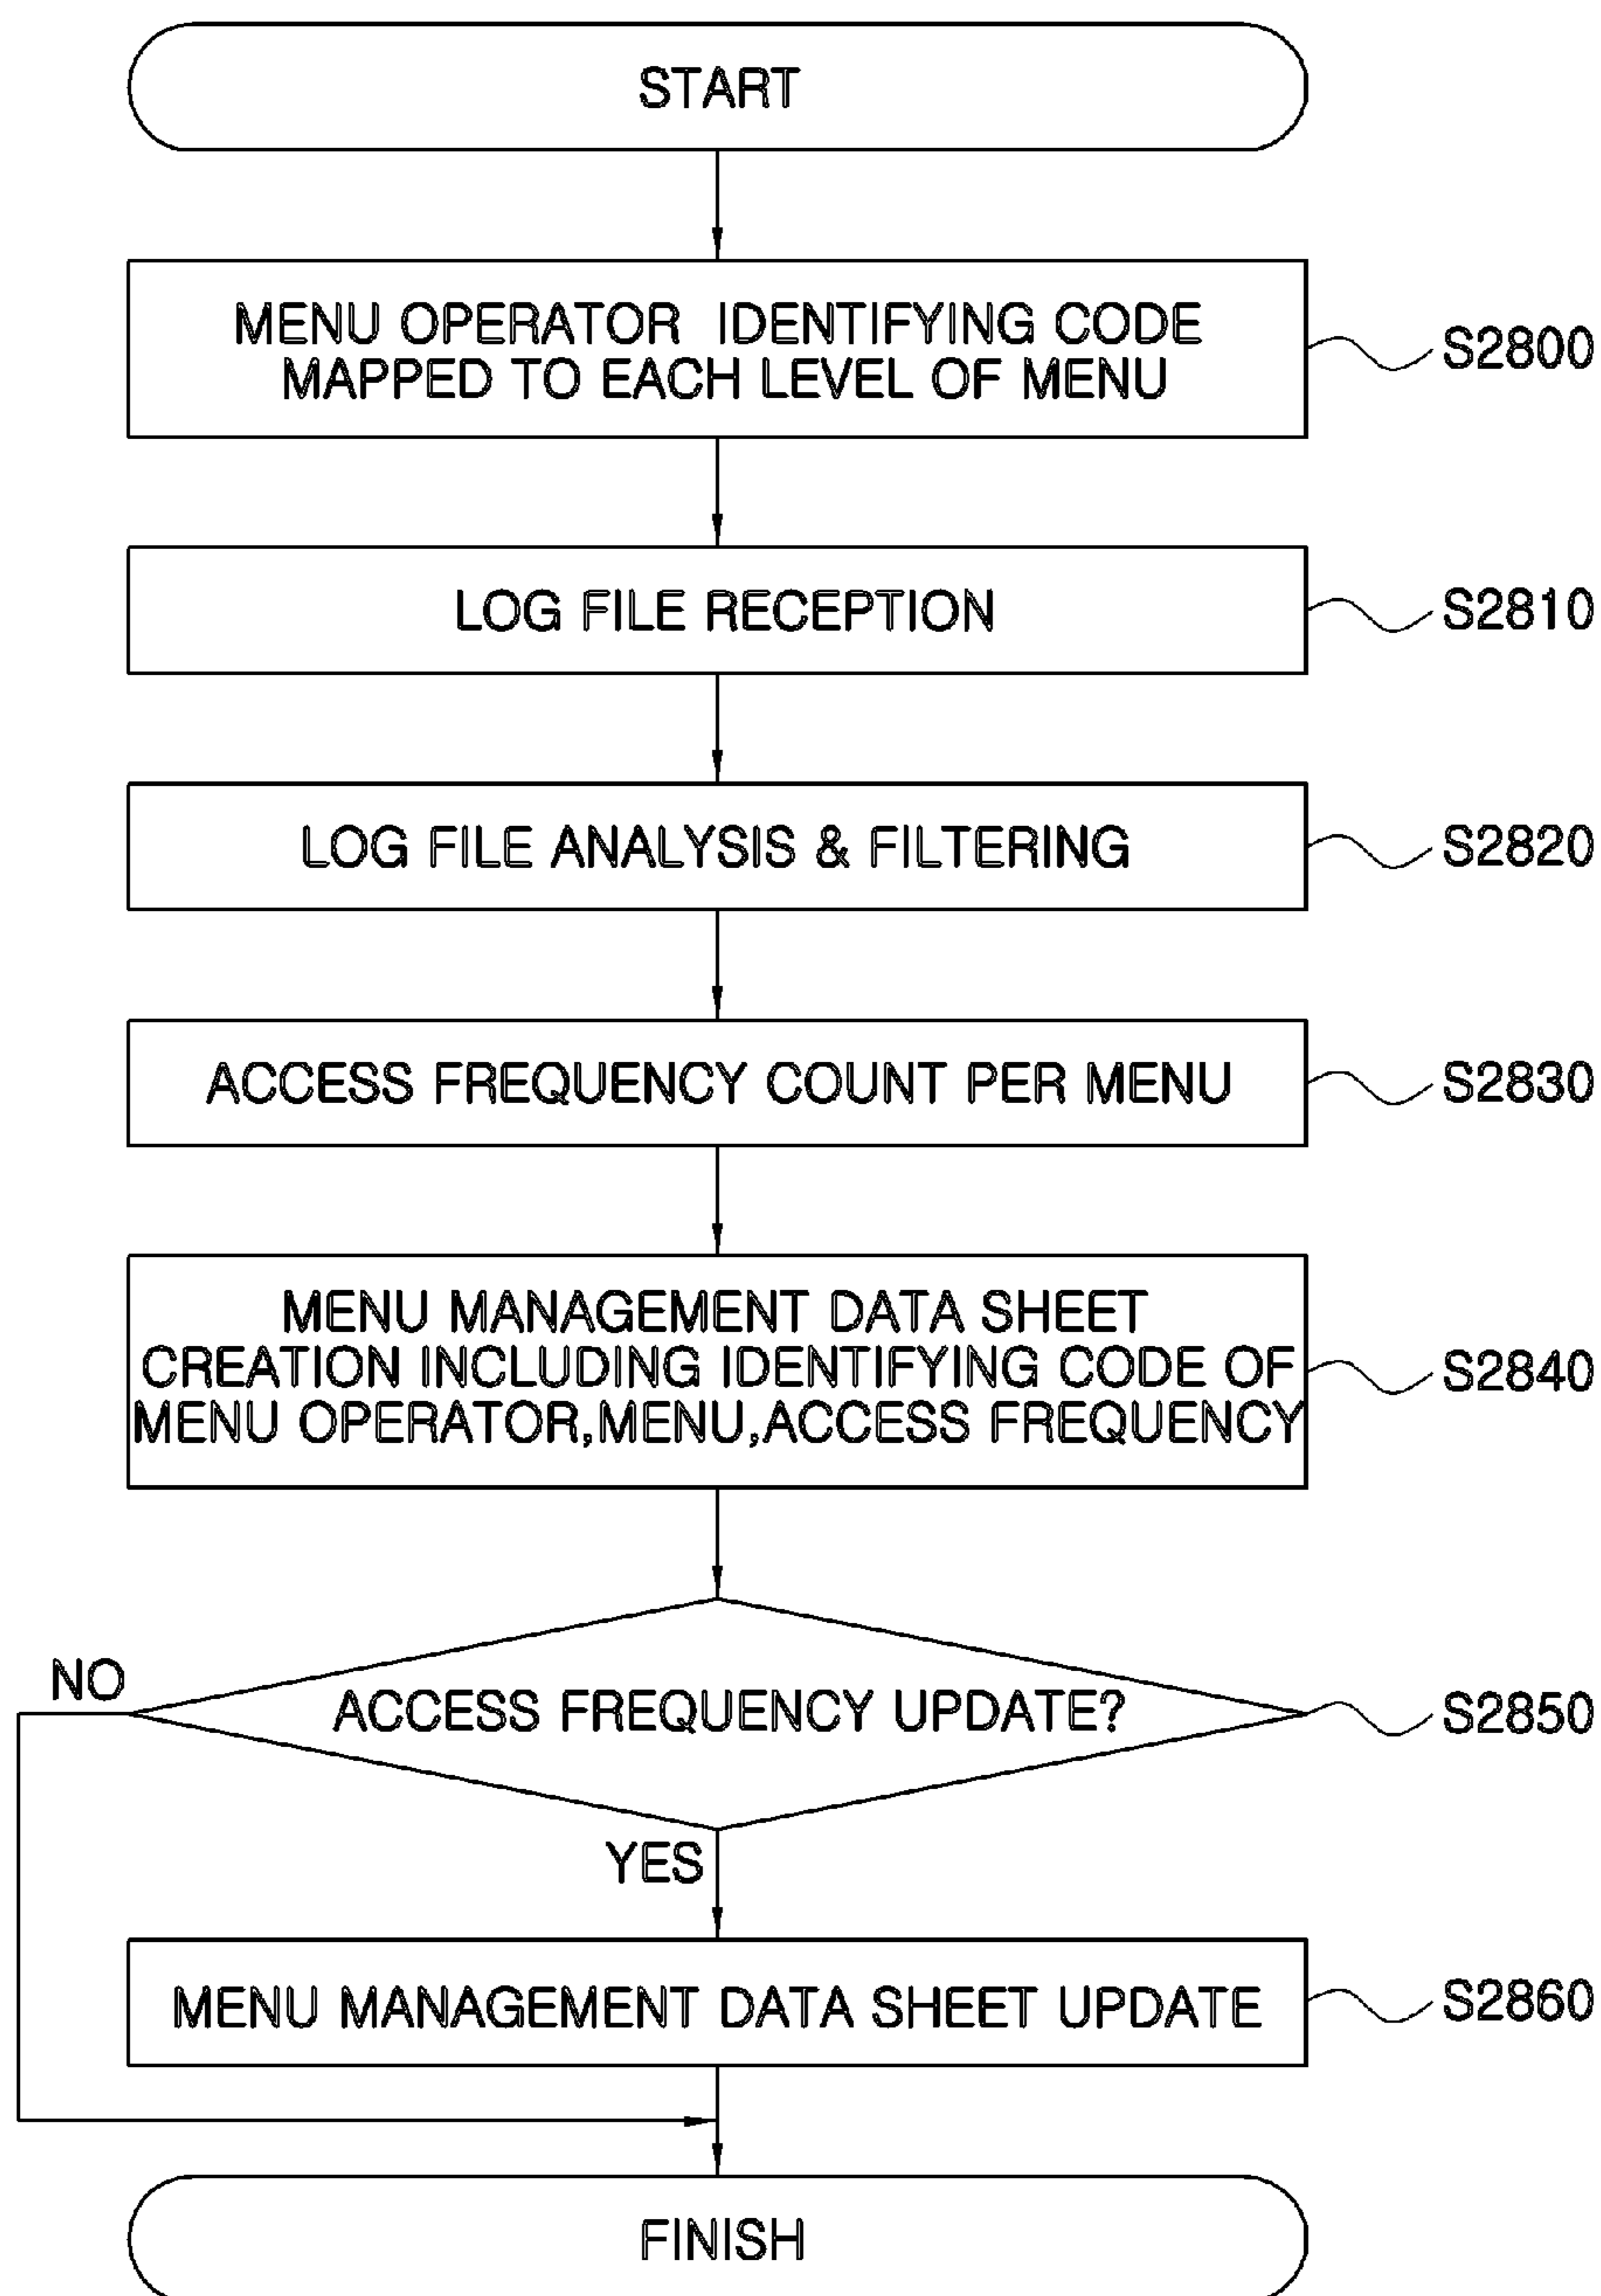 START
MENU OPERATOR IDENTIFYING CODE
MAPPED TO EACH LEVEL OF MENU
S2800
LOG FILE RECEPTION
S2810
LOG FILE ANALYSIS & FILTERING
S2820
ACCESS FREQUENCY COUNT PER MENU
S2830
MENU MANAGEMENT DATA SHEET
CREATION INCLUDING IDENTIFYING CODE OF
MENU OPERATOR,MENU,ACCESS FREQUENCY
S2840
NO
ACCESS FREQUENCY UPDATE?
S2850
YES
MENU MANAGEMENT DATA SHEET UPDATE
S2860
FINISH